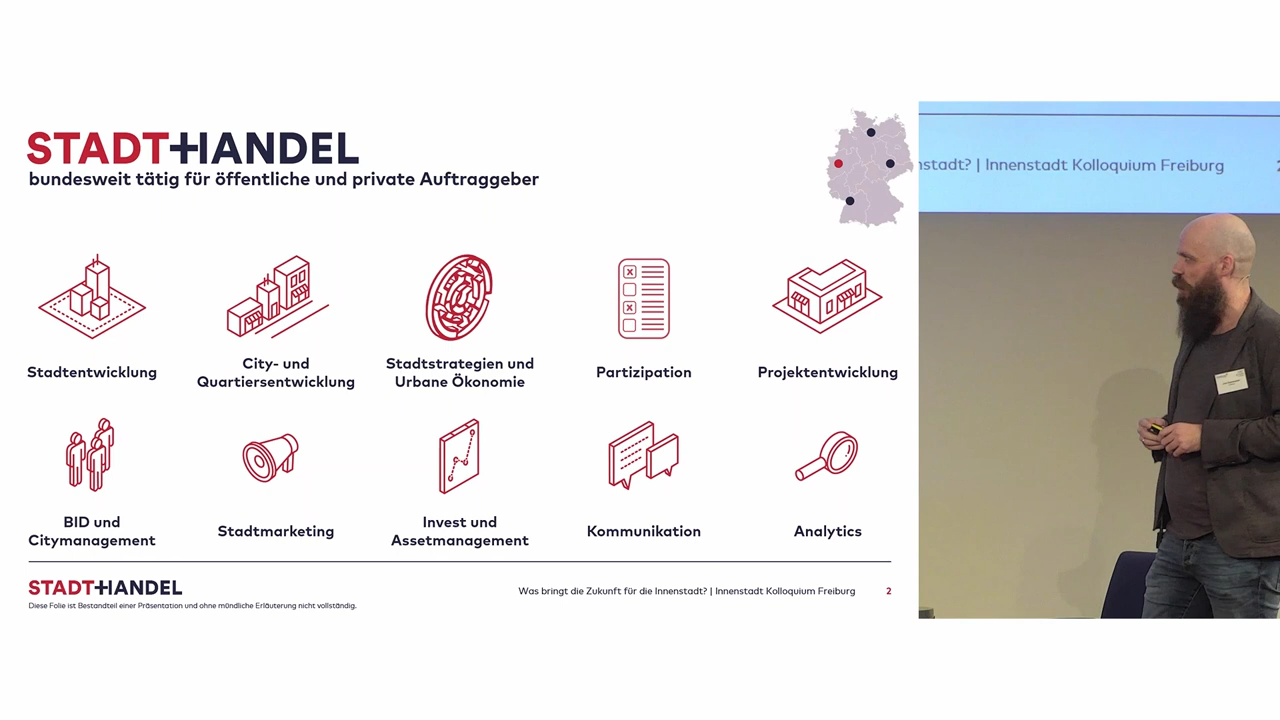 STADT+HANDEL
bundesweit tätig für öffentliche und private Auftraggeber
Stadtentwicklung
City- und
Quartiersentwicklung
Stadtstrategien und
Urbane Ökonomie
Partizipation
Projektentwicklung
BID und
Citymanagement
Stadtmarketing
Invest und
Assetmanagement
Kommunikation
Analytics
STADT+HANDEL
Diese Folie ist Bestandteil einer Präsentation und ohne mündliche Erläuterung nicht vollständig.
Was bringt die Zukunft für die Innenstadt? | Innenstadt Kolloquium Freiburg 2
nstadt? | Innenstadt Kolloquium Freiburg